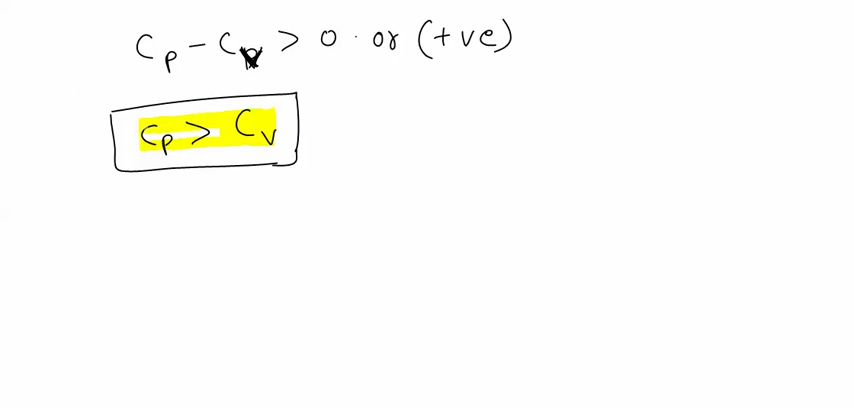 Cp - Cv > 0 . or (+ve)
Cp > Cv